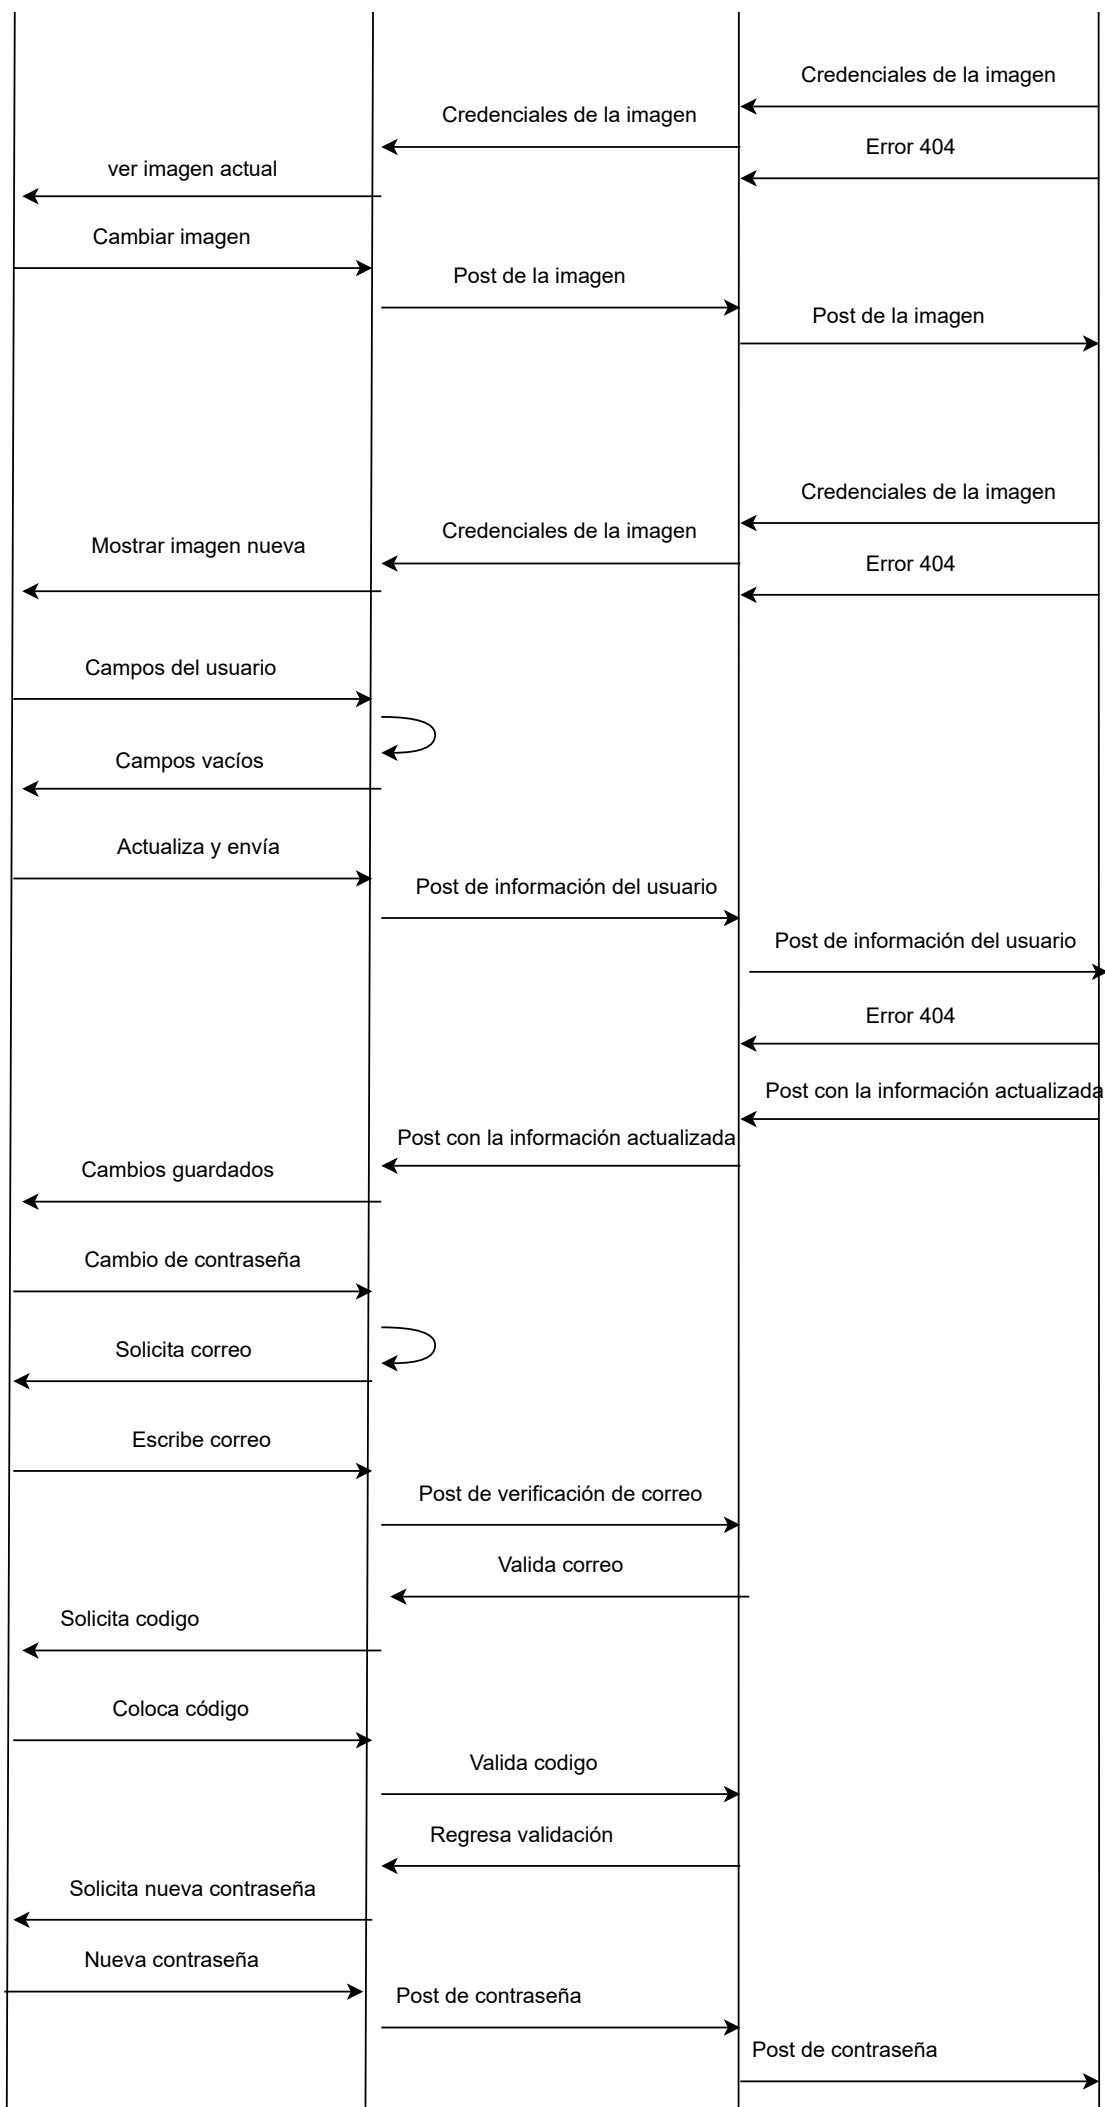 Credenciales de la imagen
Credenciales de la imagen
Error 404
ver imagen actual
Cambiar imagen
Post de la imagen
Post de la imagen
Credenciales de la imagen
Credenciales de la imagen
Mostrar imagen nueva
Error 404
Campos del usuario
Campos vacíos
Actualiza y envía
Post de información del usuario
Post de información del usuario
Error 404
Post con la información actualizada
Post con la información actualizada
Cambios guardados
Cambio de contraseña
Solicita correo
Escribe correo
Post de verificación de correo
Valida correo
Solicita codigo
Coloca código
Valida codigo
Regresa validación
Solicita nueva contraseña
Nueva contraseña
Post de contraseña
Post de contraseña